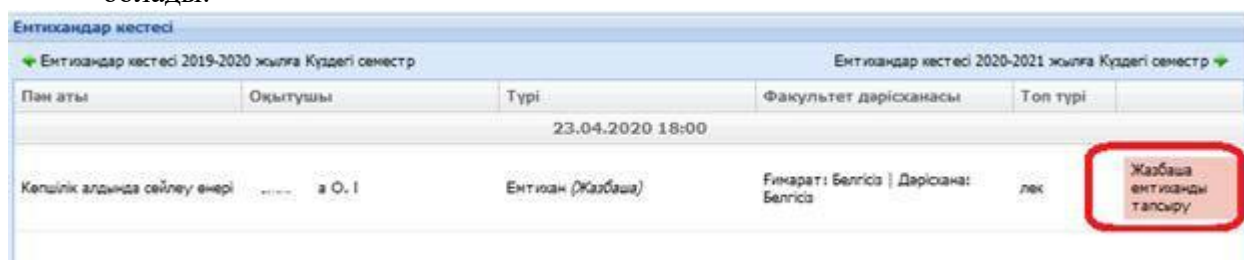 болады.
Емтихандар кестесі
Емтихандар кестесі 2019-2020 жылға Күздегі семестр
Емтихандар кестесі 2020-2021 жылға Күздегі семестр
Пән аты Оқытушы Түрі Факультет дәрісханасы Топ түрі
23.04.2020 18:00
Көпшілік алдында сөйлеу өнері а О. І Емтихан (Жазбаша) Ғимарат: Белгісіз | Дәрісхана: лек Жазбаша
Белгісіз емтиханды
тапсыру